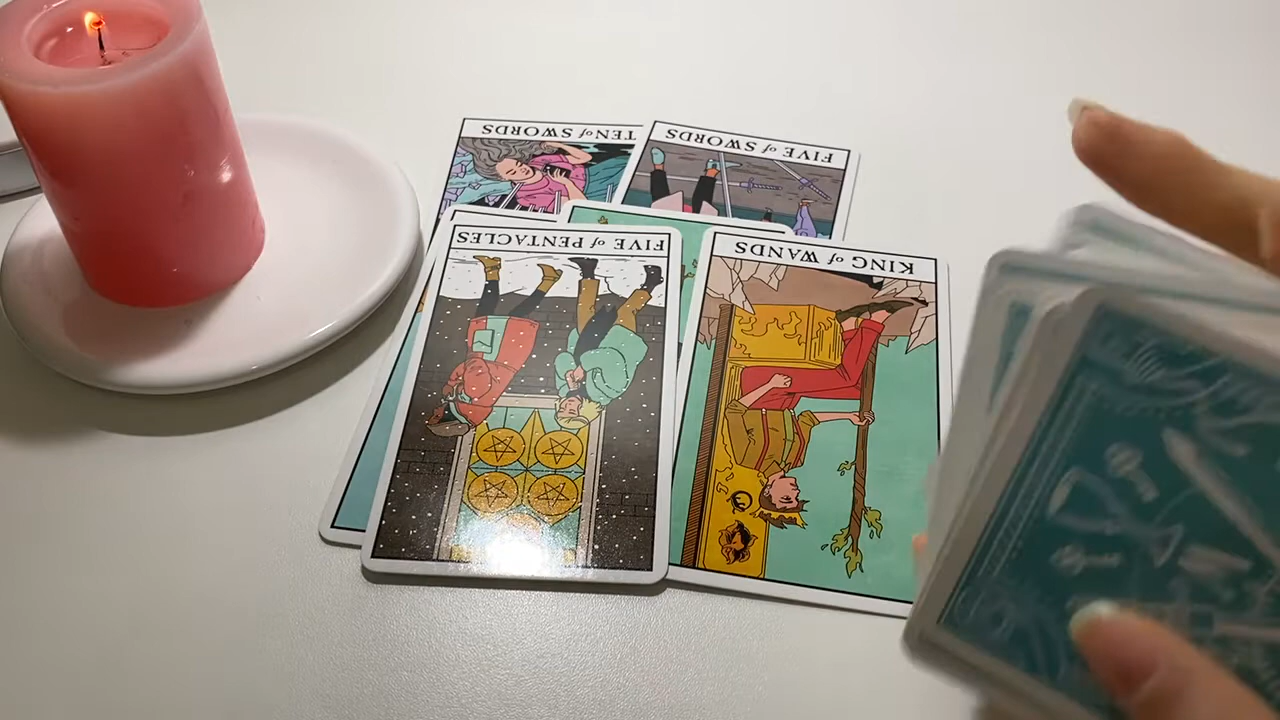 TEN of SWORDS
FIVE of SWORDS
FIVE of PENTACLES
KING of WANDS